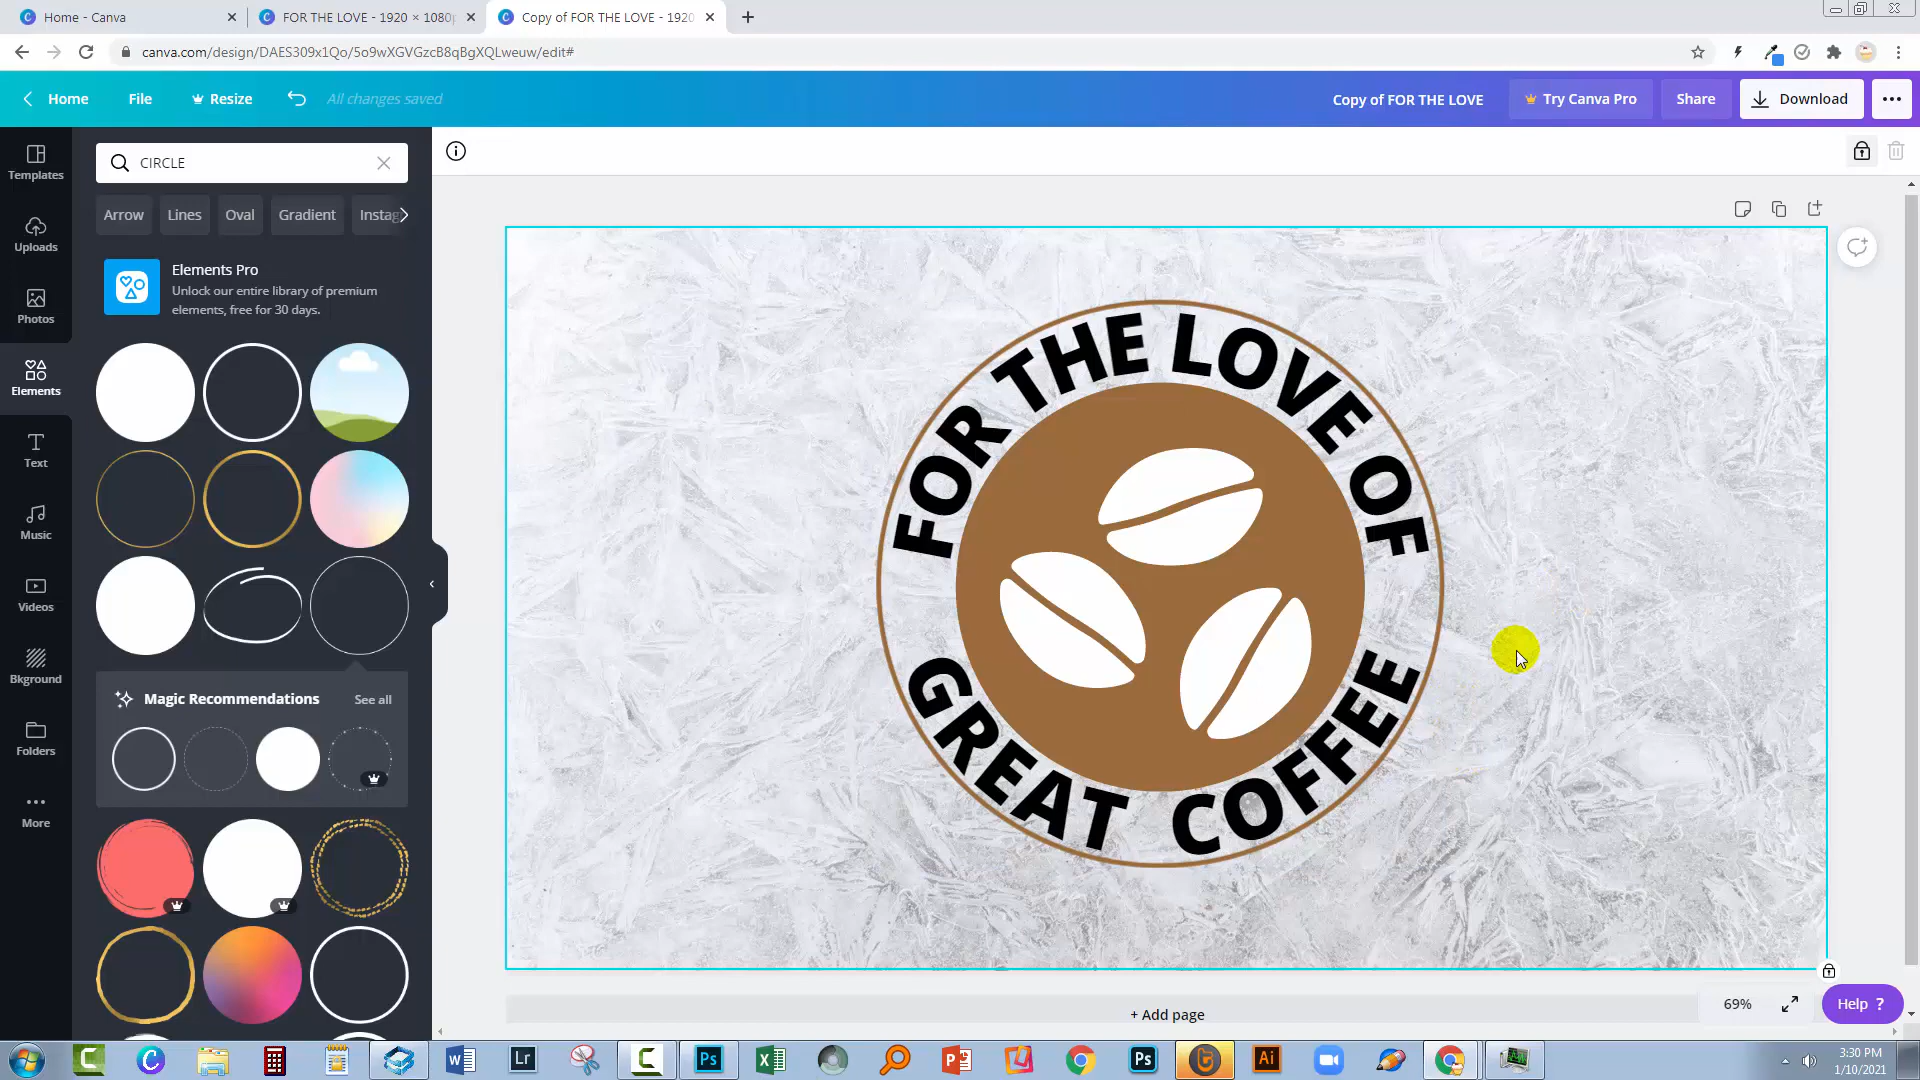 Home - Canva
FOR THE LOVE - 1920 × 1080p
Copy of FOR THE LOVE - 1920
canva.com/design/DAES309x1Qo/5o9wXGVGzcB8qBgXQLweuw/edit#
Home
File
Resize
All changes saved
Copy of FOR THE LOVE
Try Canva Pro
Share
Download
Templates
Uploads
Photos
Elements
Text
Music
Videos
Bkground
Folders
More
CIRCLE
Arrow
Lines
Oval
Gradient
Instag
Elements Pro
Unlock our entire library of premium
elements, free for 30 days.
Magic Recommendations
See all
FOR THE LOVE OF
GREAT COFFEE
+ Add page
69%
Help ?
3:30 PM
1/10/2021